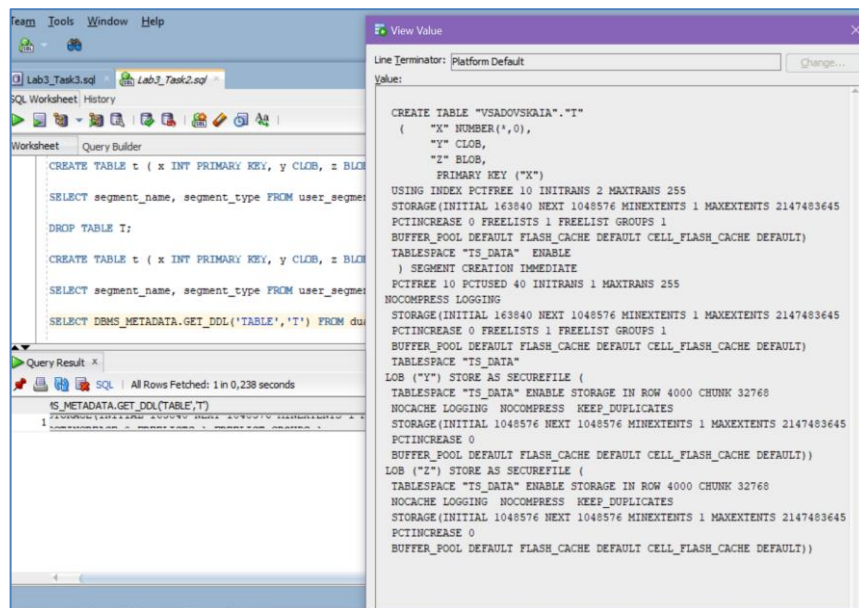 Team Tools Window Help
Lab3_Task3.sql Lab3_Task2.sql
SQL Worksheet History
Worksheet Query Builder
CREATE TABLE t ( x INT PRIMARY KEY, y CLOB, z BLO
SELECT segment_name, segment_type FROM user_segme
DROP TABLE T;
CREATE TABLE t ( x INT PRIMARY KEY, y CLOB, z BLO
SELECT segment_name, segment_type FROM user_segme
SELECT DBMS_METADATA.GET_DDL('TABLE','T') FROM du
Query Result x
SQL | All Rows Fetched: 1 in 0,238 seconds
MS_METADATA.GET_DDL('TABLE','T')
1
View Value
Line Terminator: Platform Default Change...
Value:
CREATE TABLE "VSADOVSKAIA"."T"
( "X" NUMBER(*,0),
"Y" CLOB,
"Z" BLOB,
PRIMARY KEY ("X")
USING INDEX PCTFREE 10 INITRANS 2 MAXTRANS 255
STORAGE(INITIAL 163840 NEXT 1048576 MINEXTENTS 1 MAXEXTENTS 2147483645
PCTINCREASE 0 FREELISTS 1 FREELIST GROUPS 1
BUFFER_POOL DEFAULT FLASH_CACHE DEFAULT CELL_FLASH_CACHE DEFAULT)
TABLESPACE "TS_DATA" ENABLE
) SEGMENT CREATION IMMEDIATE
PCTFREE 10 PCTUSED 40 INITRANS 1 MAXTRANS 255
NOCOMPRESS LOGGING
STORAGE(INITIAL 163840 NEXT 1048576 MINEXTENTS 1 MAXEXTENTS 2147483645
PCTINCREASE 0 FREELISTS 1 FREELIST GROUPS 1
BUFFER_POOL DEFAULT FLASH_CACHE DEFAULT CELL_FLASH_CACHE DEFAULT)
TABLESPACE "TS_DATA"
LOB ("Y") STORE AS SECUREFILE (
TABLESPACE "TS_DATA" ENABLE STORAGE IN ROW 4000 CHUNK 32768
NOCACHE LOGGING NOCOMPRESS KEEP_DUPLICATES
STORAGE(INITIAL 1048576 NEXT 1048576 MINEXTENTS 1 MAXEXTENTS 2147483645
PCTINCREASE 0
BUFFER_POOL DEFAULT FLASH_CACHE DEFAULT CELL_FLASH_CACHE DEFAULT))
LOB ("Z") STORE AS SECUREFILE (
TABLESPACE "TS_DATA" ENABLE STORAGE IN ROW 4000 CHUNK 32768
NOCACHE LOGGING NOCOMPRESS KEEP_DUPLICATES
STORAGE(INITIAL 1048576 NEXT 1048576 MINEXTENTS 1 MAXEXTENTS 2147483645
PCTINCREASE 0
BUFFER_POOL DEFAULT FLASH_CACHE DEFAULT CELL_FLASH_CACHE DEFAULT))